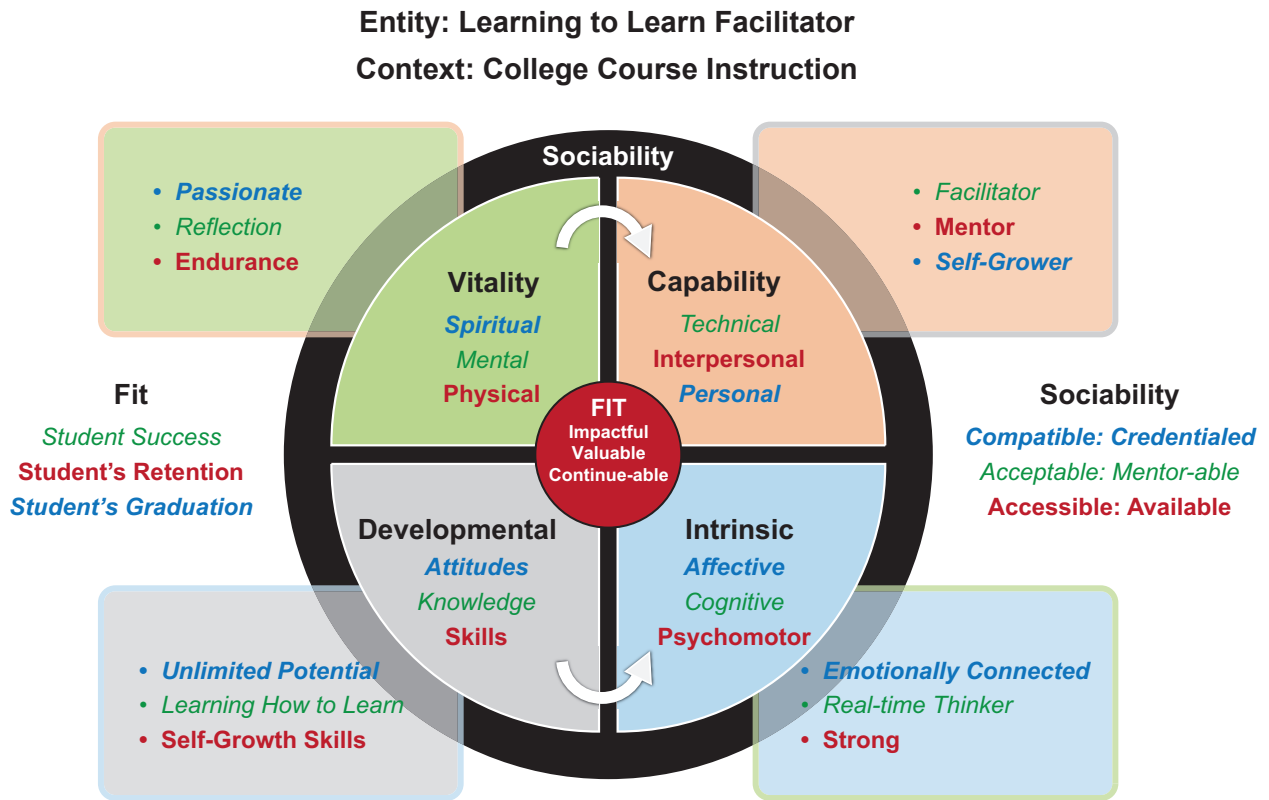 Entity: Learning to Learn Facilitator
Context: College Course Instruction
Sociability
• Passionate
• Reflection
• Endurance
• Facilitator
• Mentor
• Self-Grower
Vitality
Spiritual
Mental
Physical
Capability
Technical
Interpersonal
Personal
Fit
Student Success
Student's Retention
Student's Graduation
FIT
Impactful
Valuable
Continue-able
Sociability
Compatible: Credentialed
Acceptable: Mentor-able
Accessible: Available
Developmental
Attitudes
Knowledge
Skills
Intrinsic
Affective
Cognitive
Psychomotor
• Unlimited Potential
• Learning How to Learn
• Self-Growth Skills
• Emotionally Connected
• Real-time Thinker
• Strong